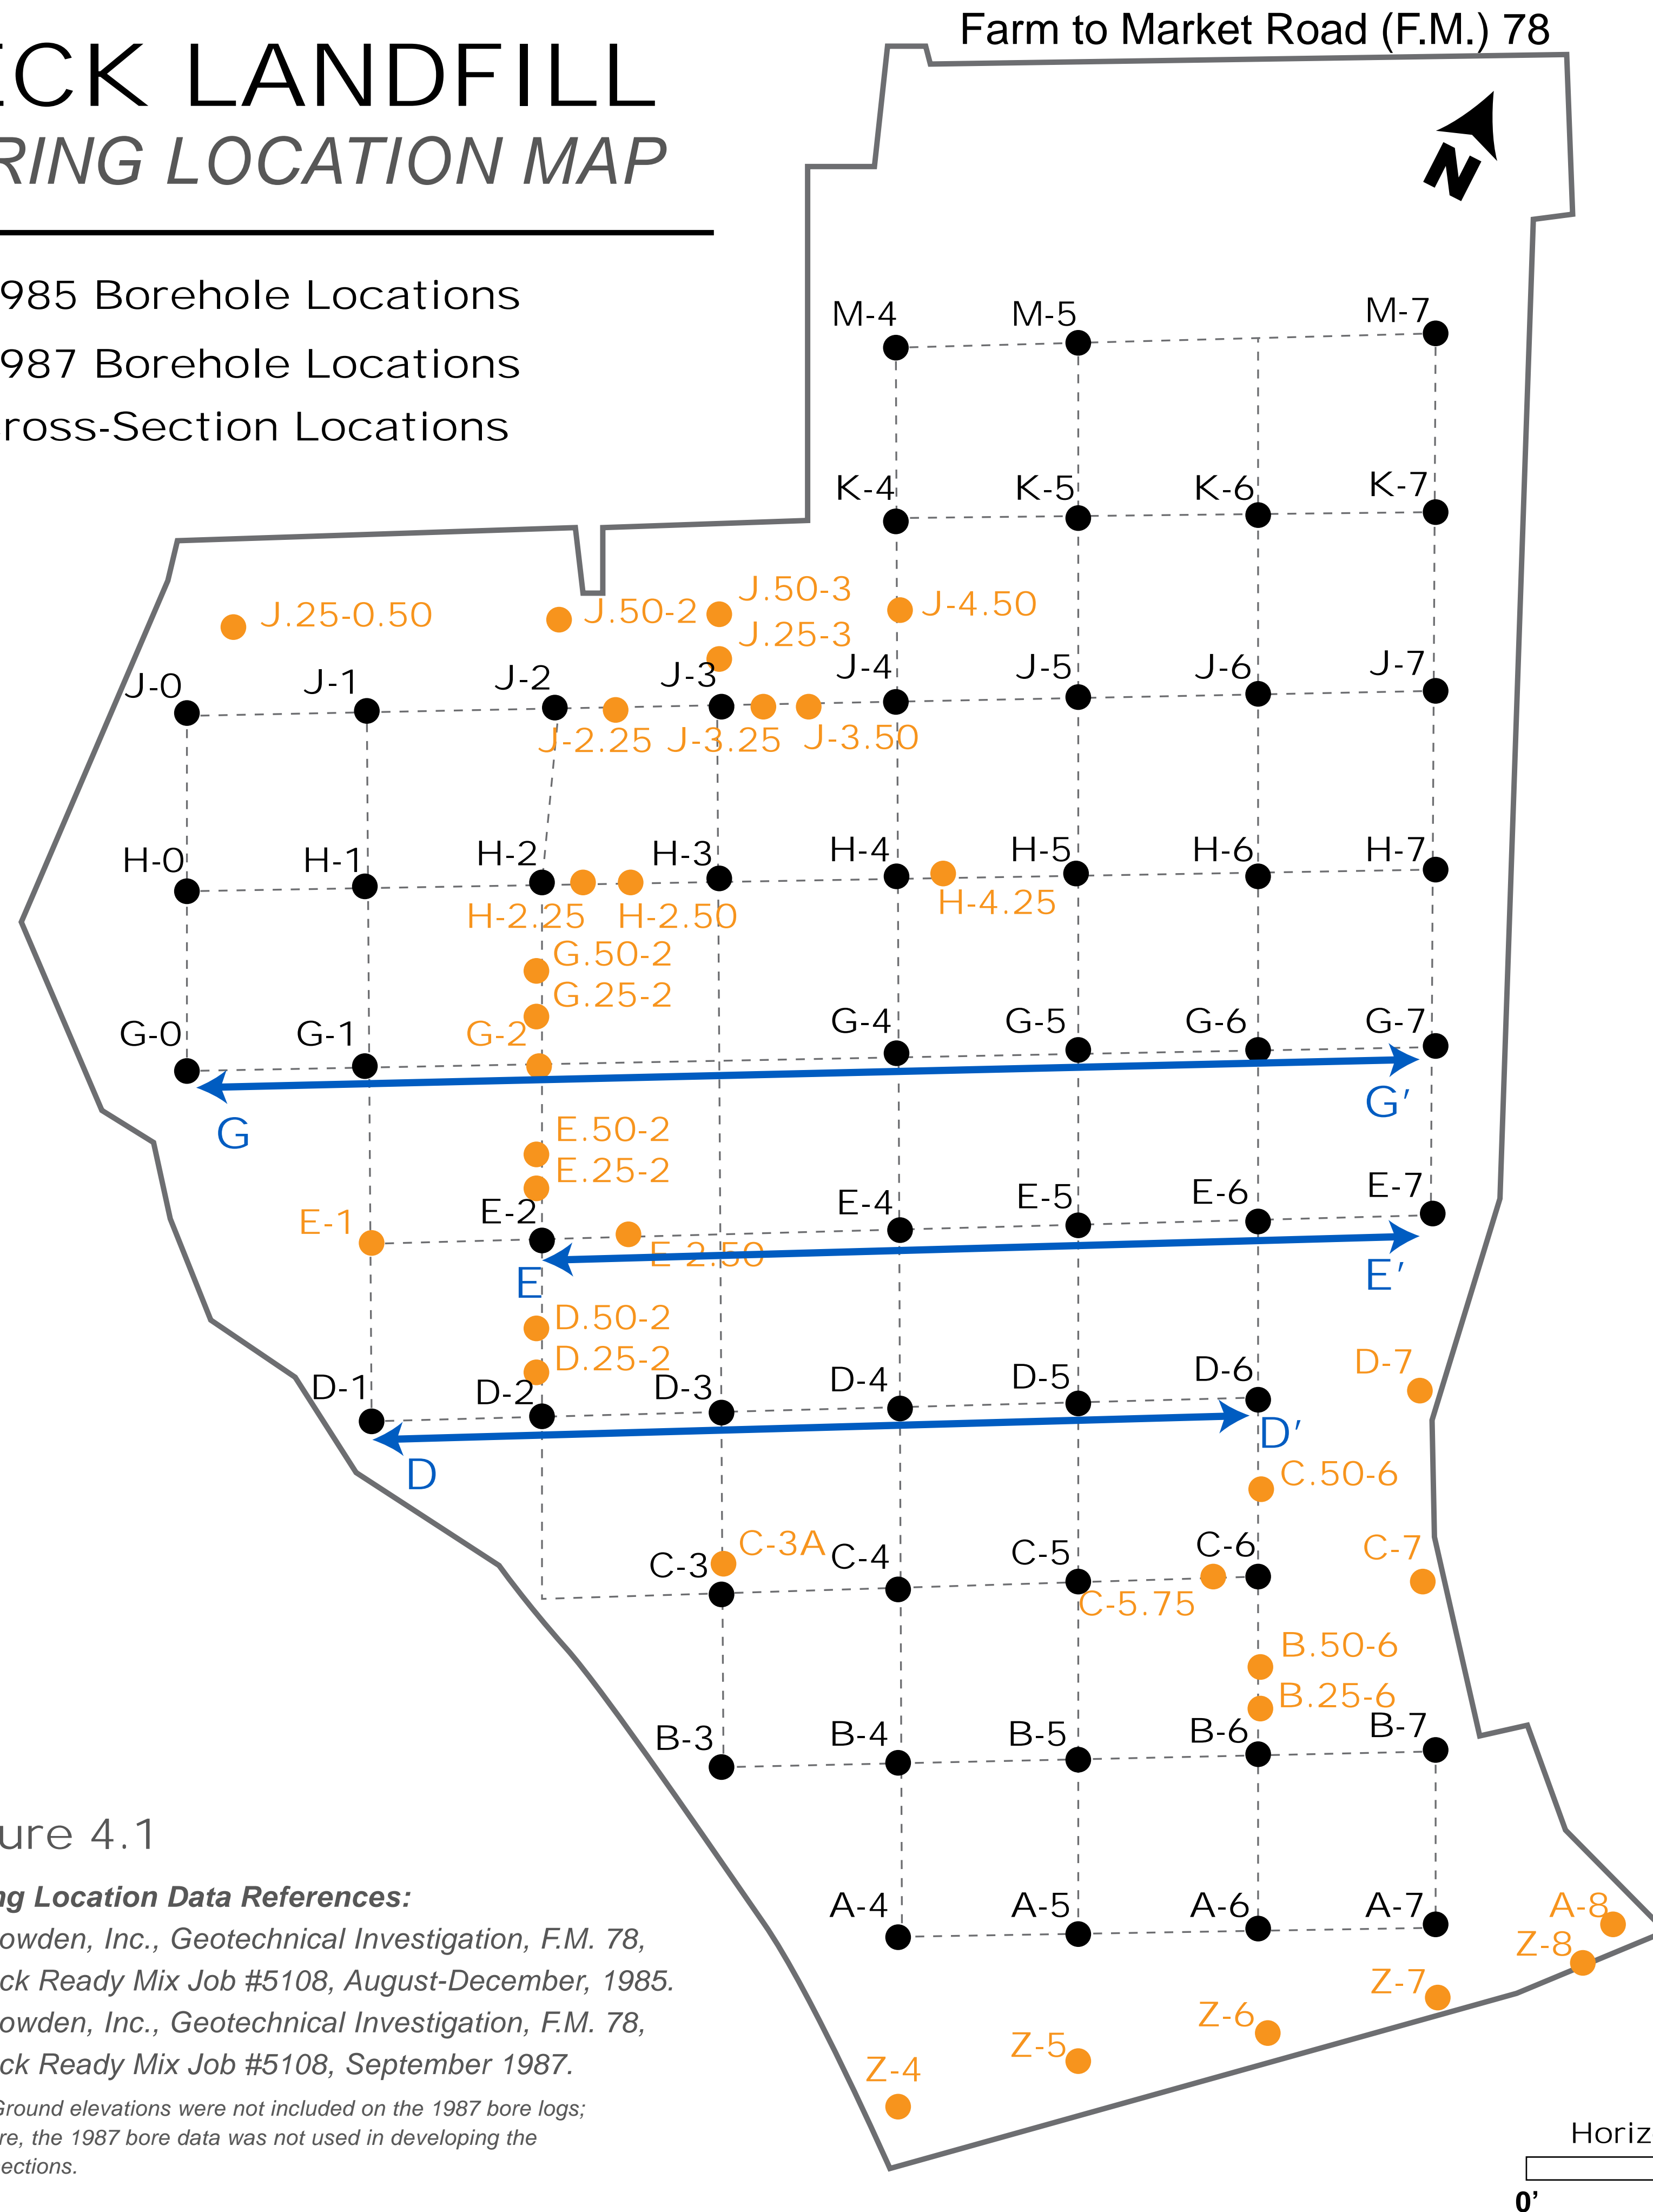 Farm to Market Road (F.M.) 78
ECK LANDFILL
RING LOCATION MAP
N
985 Borehole Locations
987 Borehole Locations
ross-Section Locations
M-4 M-5 M-7
K-4 K-5 K-6 K-7
J.25-0.50 J.50-2 J.50-3 J-4.50
J.25-3
J-0 J-1 J-2 J-3 J-4 J-5 J-6 J-7
J-2.25 J-3.25 J-3.50
H-0 H-1 H-2 H-3 H-4 H-5 H-6 H-7
H-2.25 H-2.50 H-4.25
G.50-2
G.25-2
G-0 G-1 G-2 G-4 G-5 G-6 G-7
G G'
E.50-2
E.25-2
E-1 E-2 E-4 E-5 E-6 E-7
E-2.50
E E'
D.50-2
D.25-2 D-7
D-1 D-2 D-3 D-4 D-5 D-6
D D'
C.50-6
C-3 C-3A C-4 C-5 C-6 C-7
C-5.75
B.50-6
B.25-6
B-3 B-4 B-5 B-6 B-7
A-4 A-5 A-6 A-7 A-8
Z-4 Z-5 Z-6 Z-7 Z-8
ure 4.1
ng Location Data References:
owden, Inc., Geotechnical Investigation, F.M. 78,
ck Ready Mix Job #5108, August-December, 1985.
owden, Inc., Geotechnical Investigation, F.M. 78,
ck Ready Mix Job #5108, September 1987.
Ground elevations were not included on the 1987 bore logs;
re, the 1987 bore data was not used in developing the
ections.
Horiz
0'